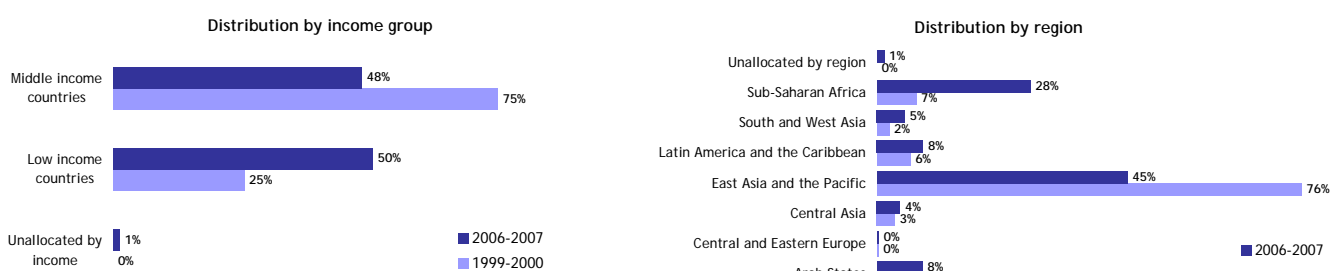 Distribution by income group
Middle income
countries
48%
75%
Low income
countries
50%
25%
Unallocated by
income
1%
0%
2006-2007
1999-2000
Distribution by region
Unallocated by region
1%
0%
Sub-Saharan Africa
28%
7%
South and West Asia
5%
2%
Latin America and the Caribbean
8%
6%
East Asia and the Pacific
45%
76%
Central Asia
4%
3%
Central and Eastern Europe
0%
0%
Arab States
8%
2006-2007